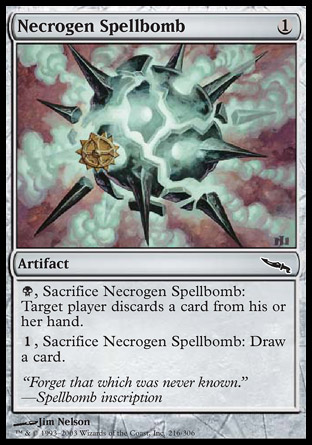 Necrogen Spellbomb 1
Artifact
, Sacrifice Necrogen Spellbomb:
Target player discards a card from his or
her hand.
1, Sacrifice Necrogen Spellbomb: Draw
a card.
"Forget that which was never known."
—Spellbomb inscription
Jim Nelson
™ & © 1993–2003 Wizards of the Coast, Inc. 216/306